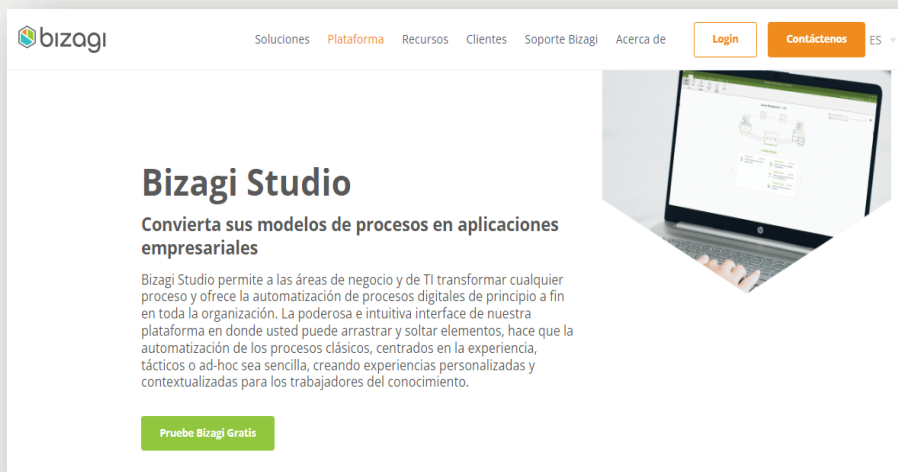 bizagi
Soluciones Plataforma Recursos Clientes Soporte Bizagi Acerca de Login Contáctenos ES
Bizagi Studio
Convierta sus modelos de procesos en aplicaciones
empresariales
Bizagi Studio permite a las áreas de negocio y de TI transformar cualquier
proceso y ofrece la automatización de procesos digitales de principio a fin
en toda la organización. La poderosa e intuitiva interface de nuestra
plataforma en donde usted puede arrastrar y soltar elementos, hace que la
automatización de los procesos clásicos, centrados en la experiencia,
tácticos o ad-hoc sea sencilla, creando experiencias personalizadas y
contextualizadas para los trabajadores del conocimiento.
Pruebe Bizagi Gratis